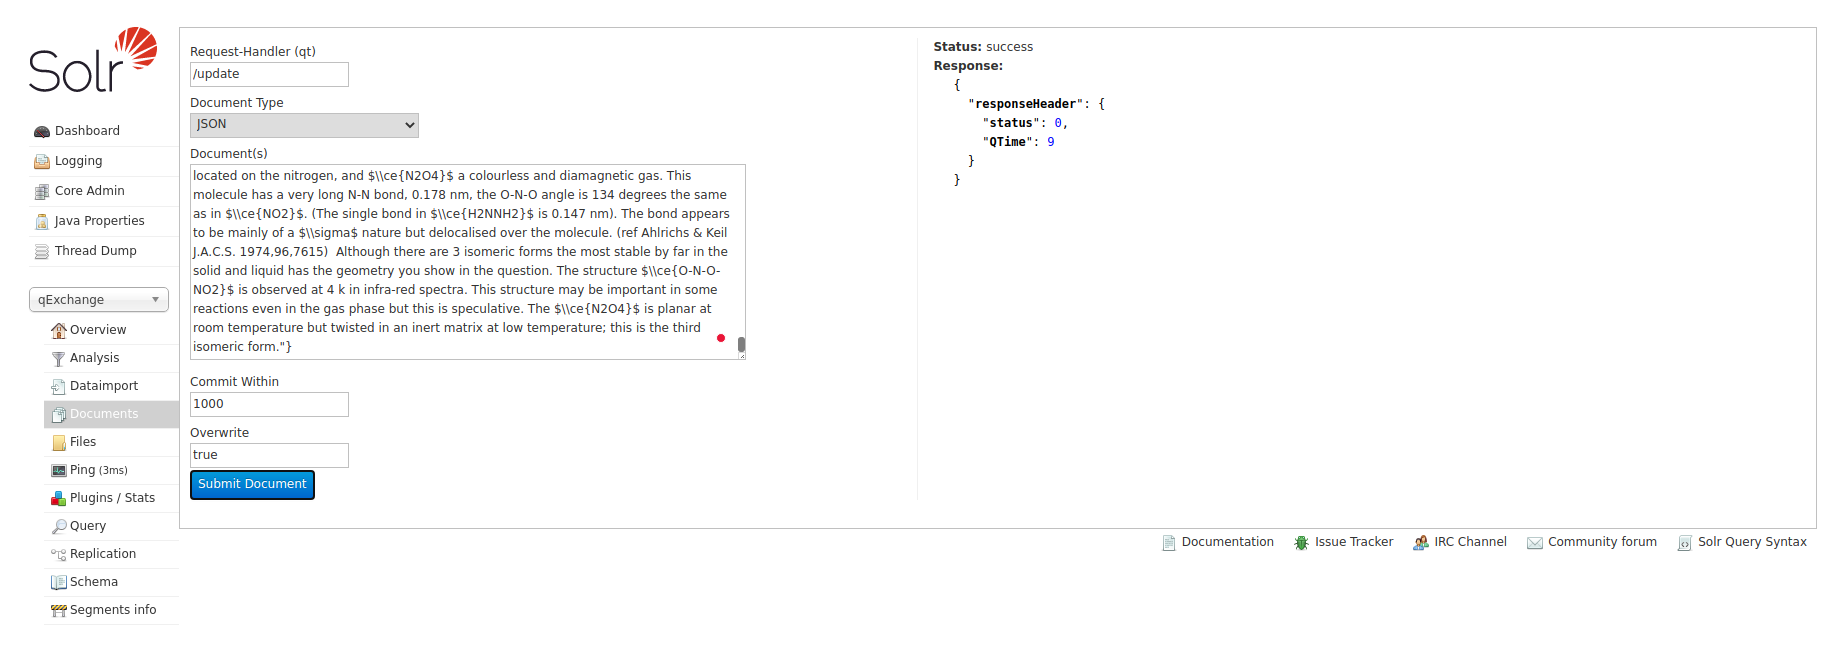 Solr
Dashboard
Logging
Core Admin
Java Properties
Thread Dump
qExchange
Overview
Analysis
Dataimport
Documents
Files
Ping (3ms)
Plugins / Stats
Query
Replication
Schema
Segments info
Request-Handler (qt)
/update
Document Type
JSON
Document(s)
located on the nitrogen, and $\\ce{N2O4}$ a colourless and diamagnetic gas. This
molecule has a very long N-N bond, 0.178 nm, the O-N-O angle is 134 degrees the same
as in $\\ce{NO2}$. (The single bond in $\\ce{H2NNH2}$ is 0.147 nm). The bond appears
to be mainly of a $\\sigma$ nature but delocalised over the molecule. (ref Ahlrichs & Keil
J.A.C.S. 1974,96,7615)  Although there are 3 isomeric forms the most stable by far in the
solid and liquid has the geometry you show in the question. The structure $\\ce{O-N-O-
NO2}$ is observed at 4 k in infra-red spectra. This structure may be important in some
reactions even in the gas phase but this is speculative. The $\\ce{N2O4}$ is planar at
room temperature but twisted in an inert matrix at low temperature; this is the third
isomeric form."}
Commit Within
1000
Overwrite
true
Submit Document
Status: success
Response:
{
"responseHeader": {
"status": 0,
"QTime": 9
}
}
Documentation
Issue Tracker
IRC Channel
Community forum
Solr Query Syntax